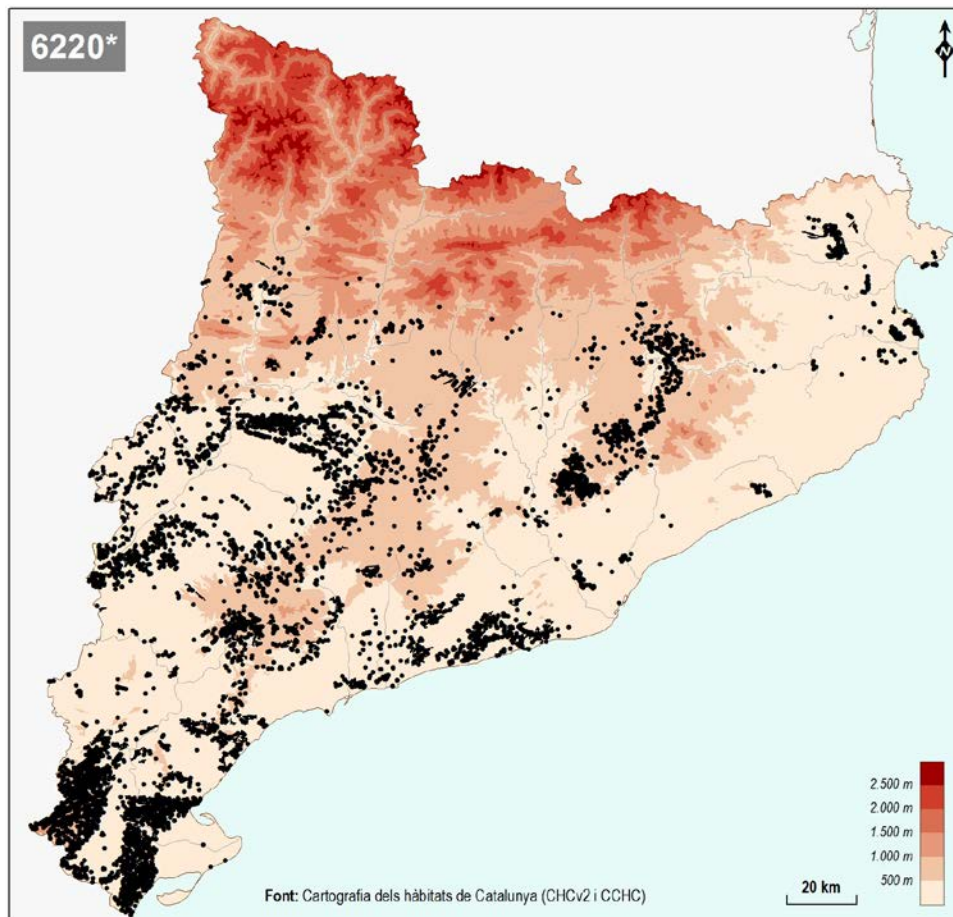 6220*
N
2.500 m
2.000 m
1.500 m
1.000 m
500 m
20 km
Font: Cartografia dels hàbitats de Catalunya (CHCv2 i CCHC)